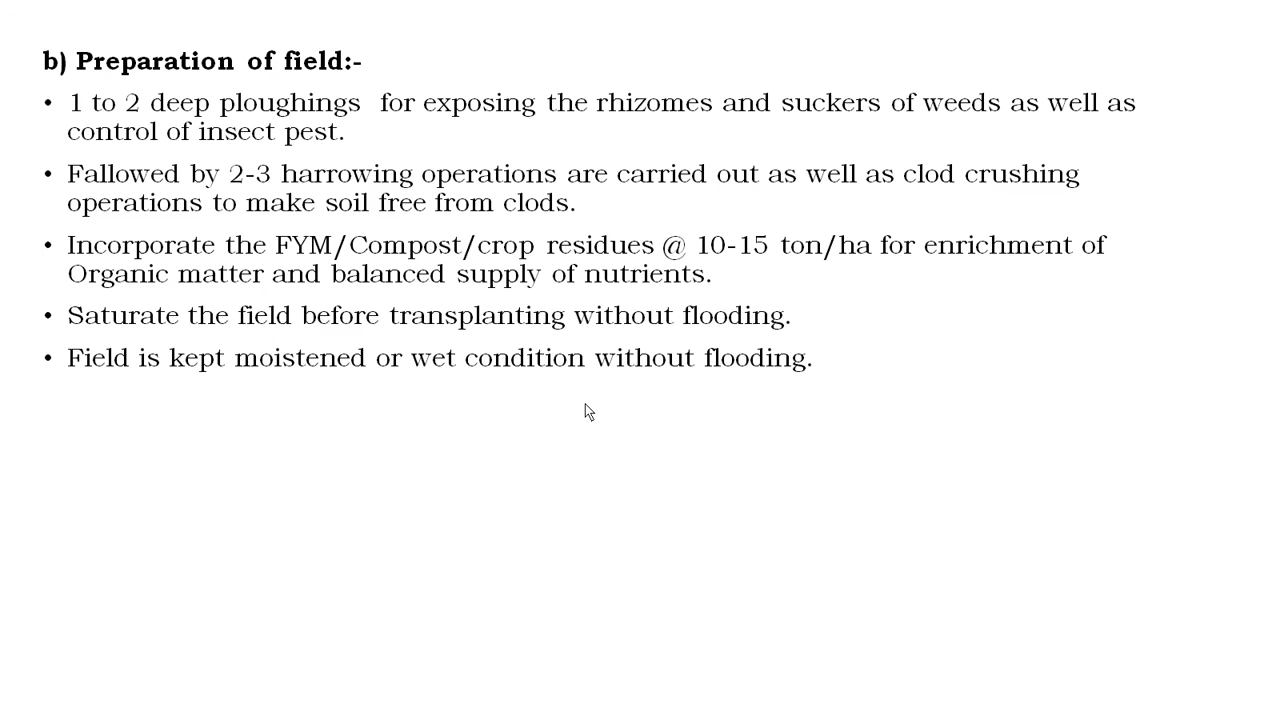 b) Preparation of field:-
• 1 to 2 deep ploughings  for exposing the rhizomes and suckers of weeds as well as
control of insect pest.
• Fallowed by 2-3 harrowing operations are carried out as well as clod crushing
operations to make soil free from clods.
• Incorporate the FYM/Compost/crop residues @ 10-15 ton/ha for enrichment of
Organic matter and balanced supply of nutrients.
• Saturate the field before transplanting without flooding.
• Field is kept moistened or wet condition without flooding.